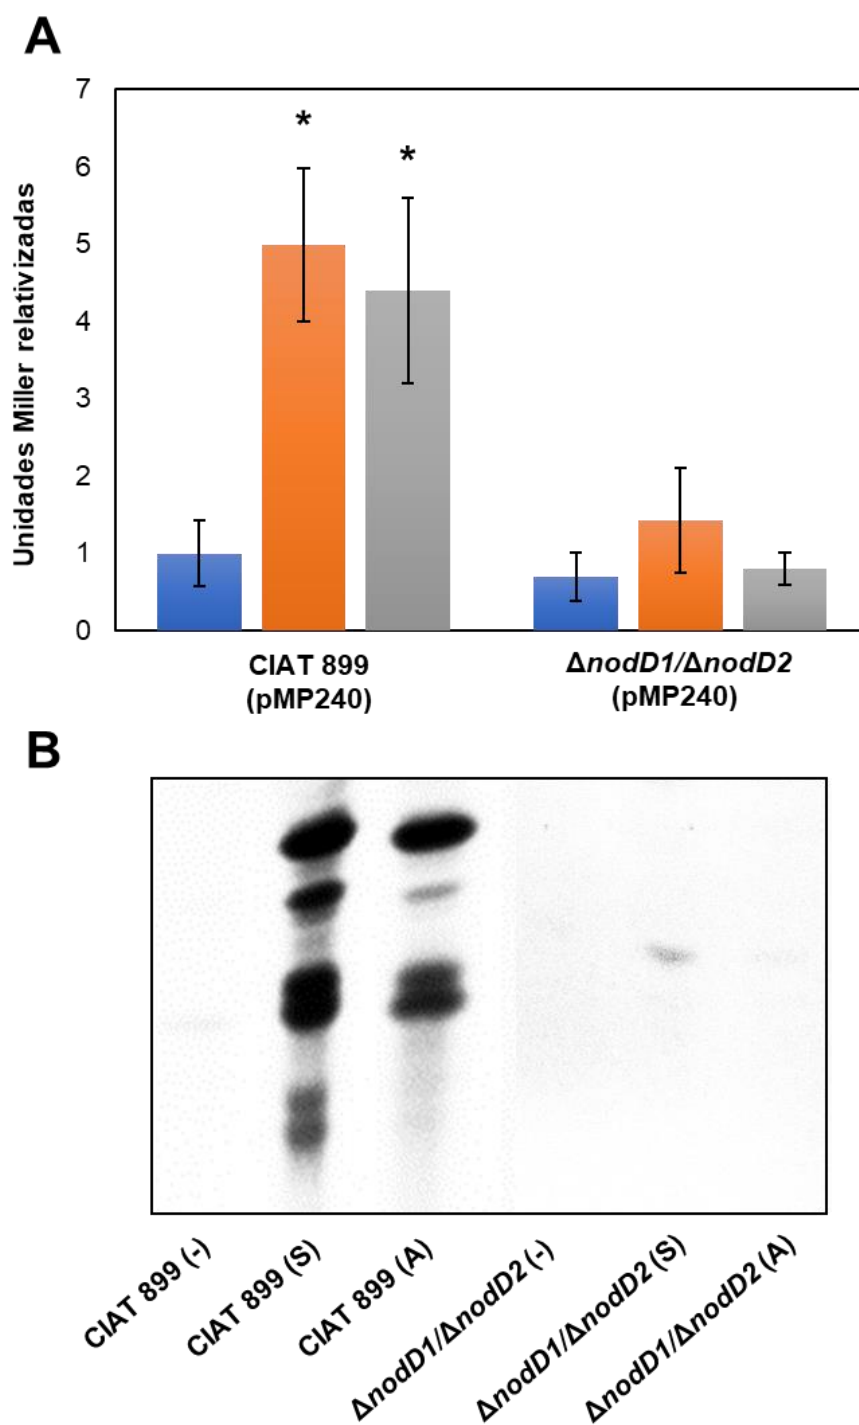 A
7
6
5
4
3
2
1
0
Unidades Miller relativizadas
*
*
CIAT 899
(pMP240)
ΔnodD1/ΔnodD2
(pMP240)
B
CIAT 899 (-)
CIAT 899 (S)
CIAT 899 (A)
ΔnodD1/ΔnodD2 (-)
ΔnodD1/ΔnodD2 (S)
ΔnodD1/ΔnodD2 (A)